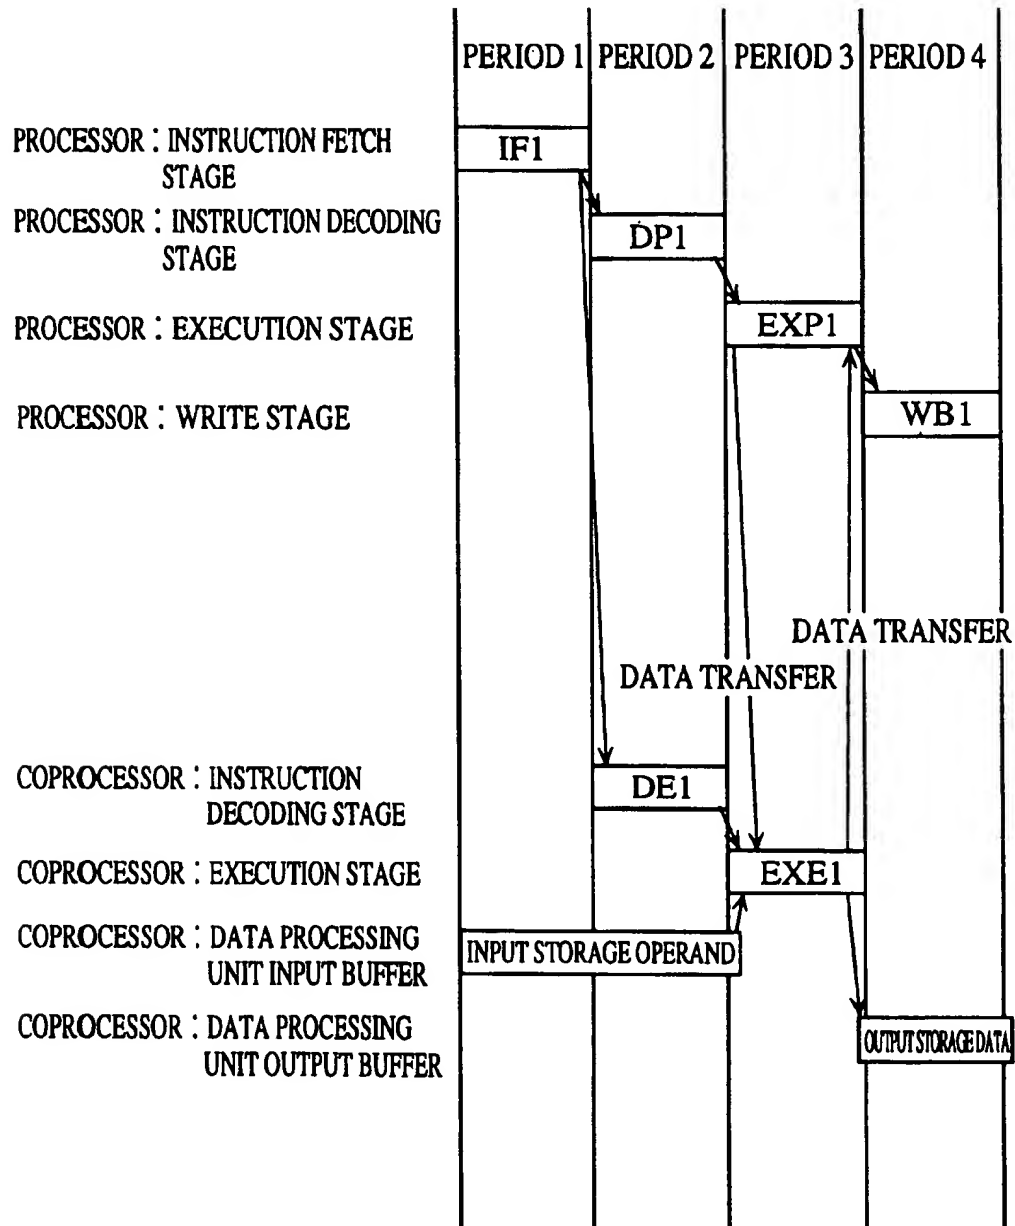 PERIOD 1 PERIOD 2 PERIOD 3 PERIOD 4
PROCESSOR : INSTRUCTION FETCH
STAGE
IF1
PROCESSOR : INSTRUCTION DECODING
STAGE
DP1
PROCESSOR : EXECUTION STAGE
EXP1
PROCESSOR : WRITE STAGE
WB1
DATA TRANSFER
DATA TRANSFER
COPROCESSOR : INSTRUCTION
DECODING STAGE
DE1
COPROCESSOR : EXECUTION STAGE
EXE1
COPROCESSOR : DATA PROCESSING
UNIT INPUT BUFFER
INPUT STORAGE OPERAND
COPROCESSOR : DATA PROCESSING
UNIT OUTPUT BUFFER
OUTPUT STORAGE DATA